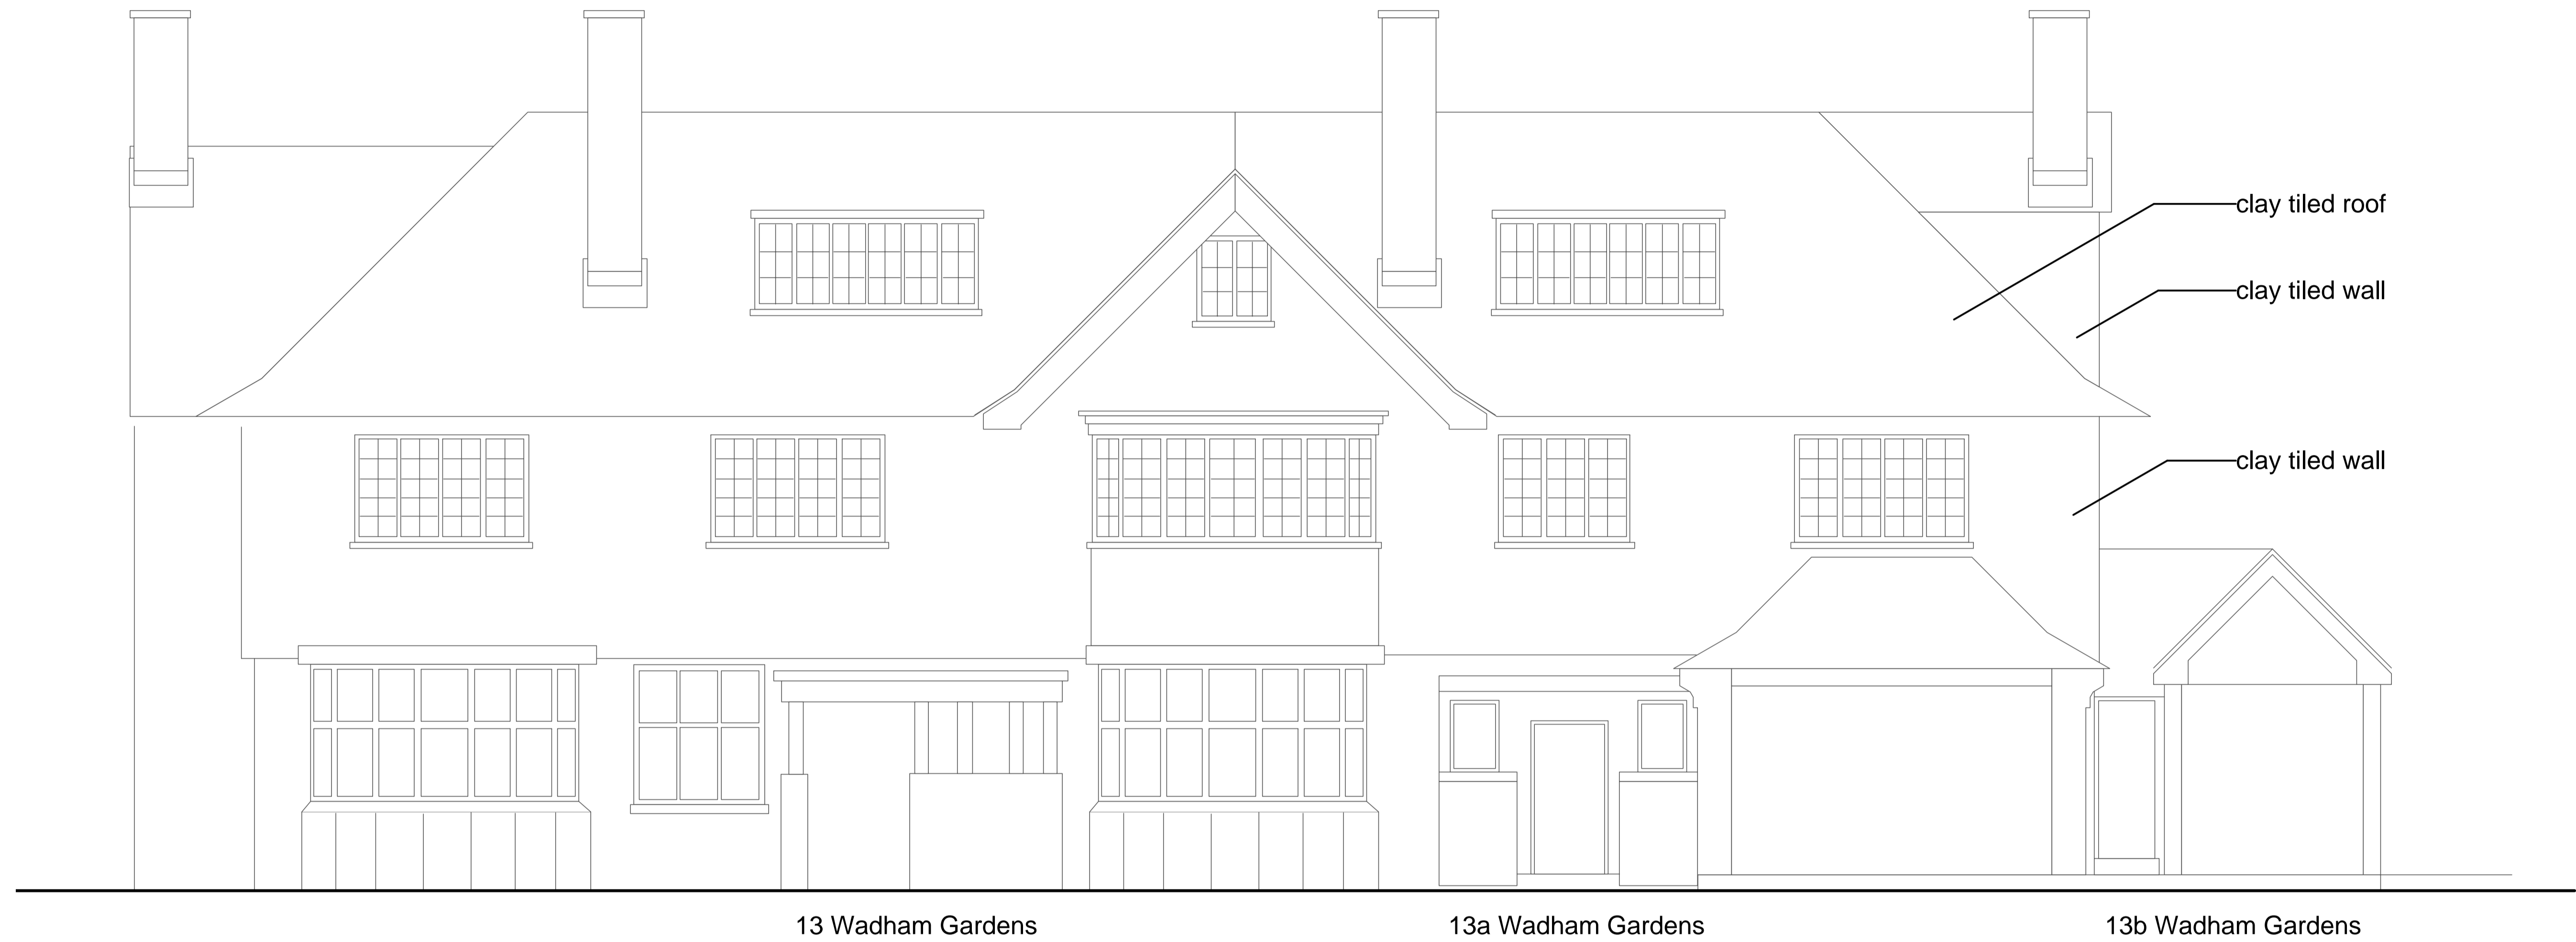 clay tiled roof
clay tiled wall
clay tiled wall
13 Wadham Gardens
13a Wadham Gardens
13b Wadham Gardens